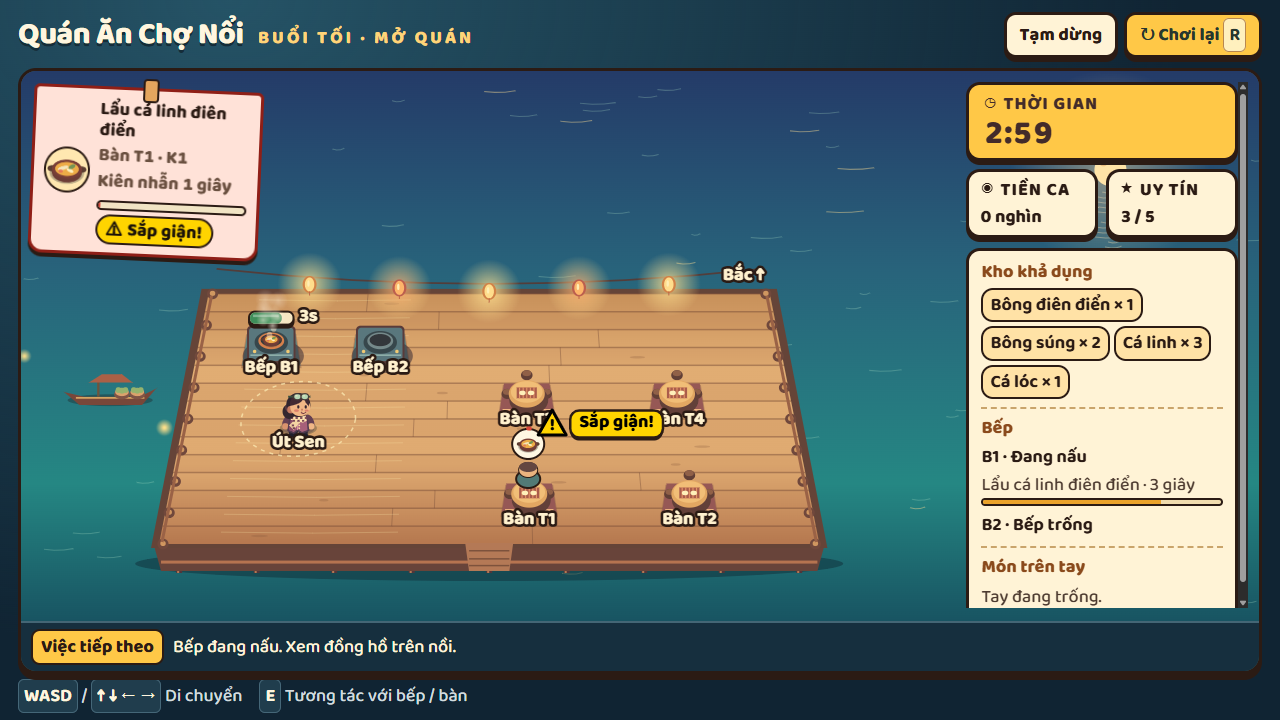 Quán Ăn Chợ Nổi
BUỔI TỐI · MỞ QUÁN
Tạm dừng
↻ Chơi lại R
Lẩu cá linh điên
điển
Bàn T1 · K1
Kiên nhẫn 1 giây
⚠ Sắp giận!
◷ THỜI GIAN
2:59
◉ TIỀN CA
0 nghìn
★ UY TÍN
3 / 5
Bắc↑
3s
Bếp B1
Bếp B2
Út Sen
Sắp giận!
Bàn T1
Bàn T2
Kho khả dụng
Bông điên điển × 1
Bông súng × 2
Cá linh × 3
Cá lóc × 1
Bếp
B1 · Đang nấu
Lẩu cá linh điên điển · 3 giây
B2 · Bếp trống
Món trên tay
Tay đang trống.
Việc tiếp theo
Bếp đang nấu. Xem đồng hồ trên nồi.
WASD / ↑↓← → Di chuyển
E Tương tác với bếp / bàn